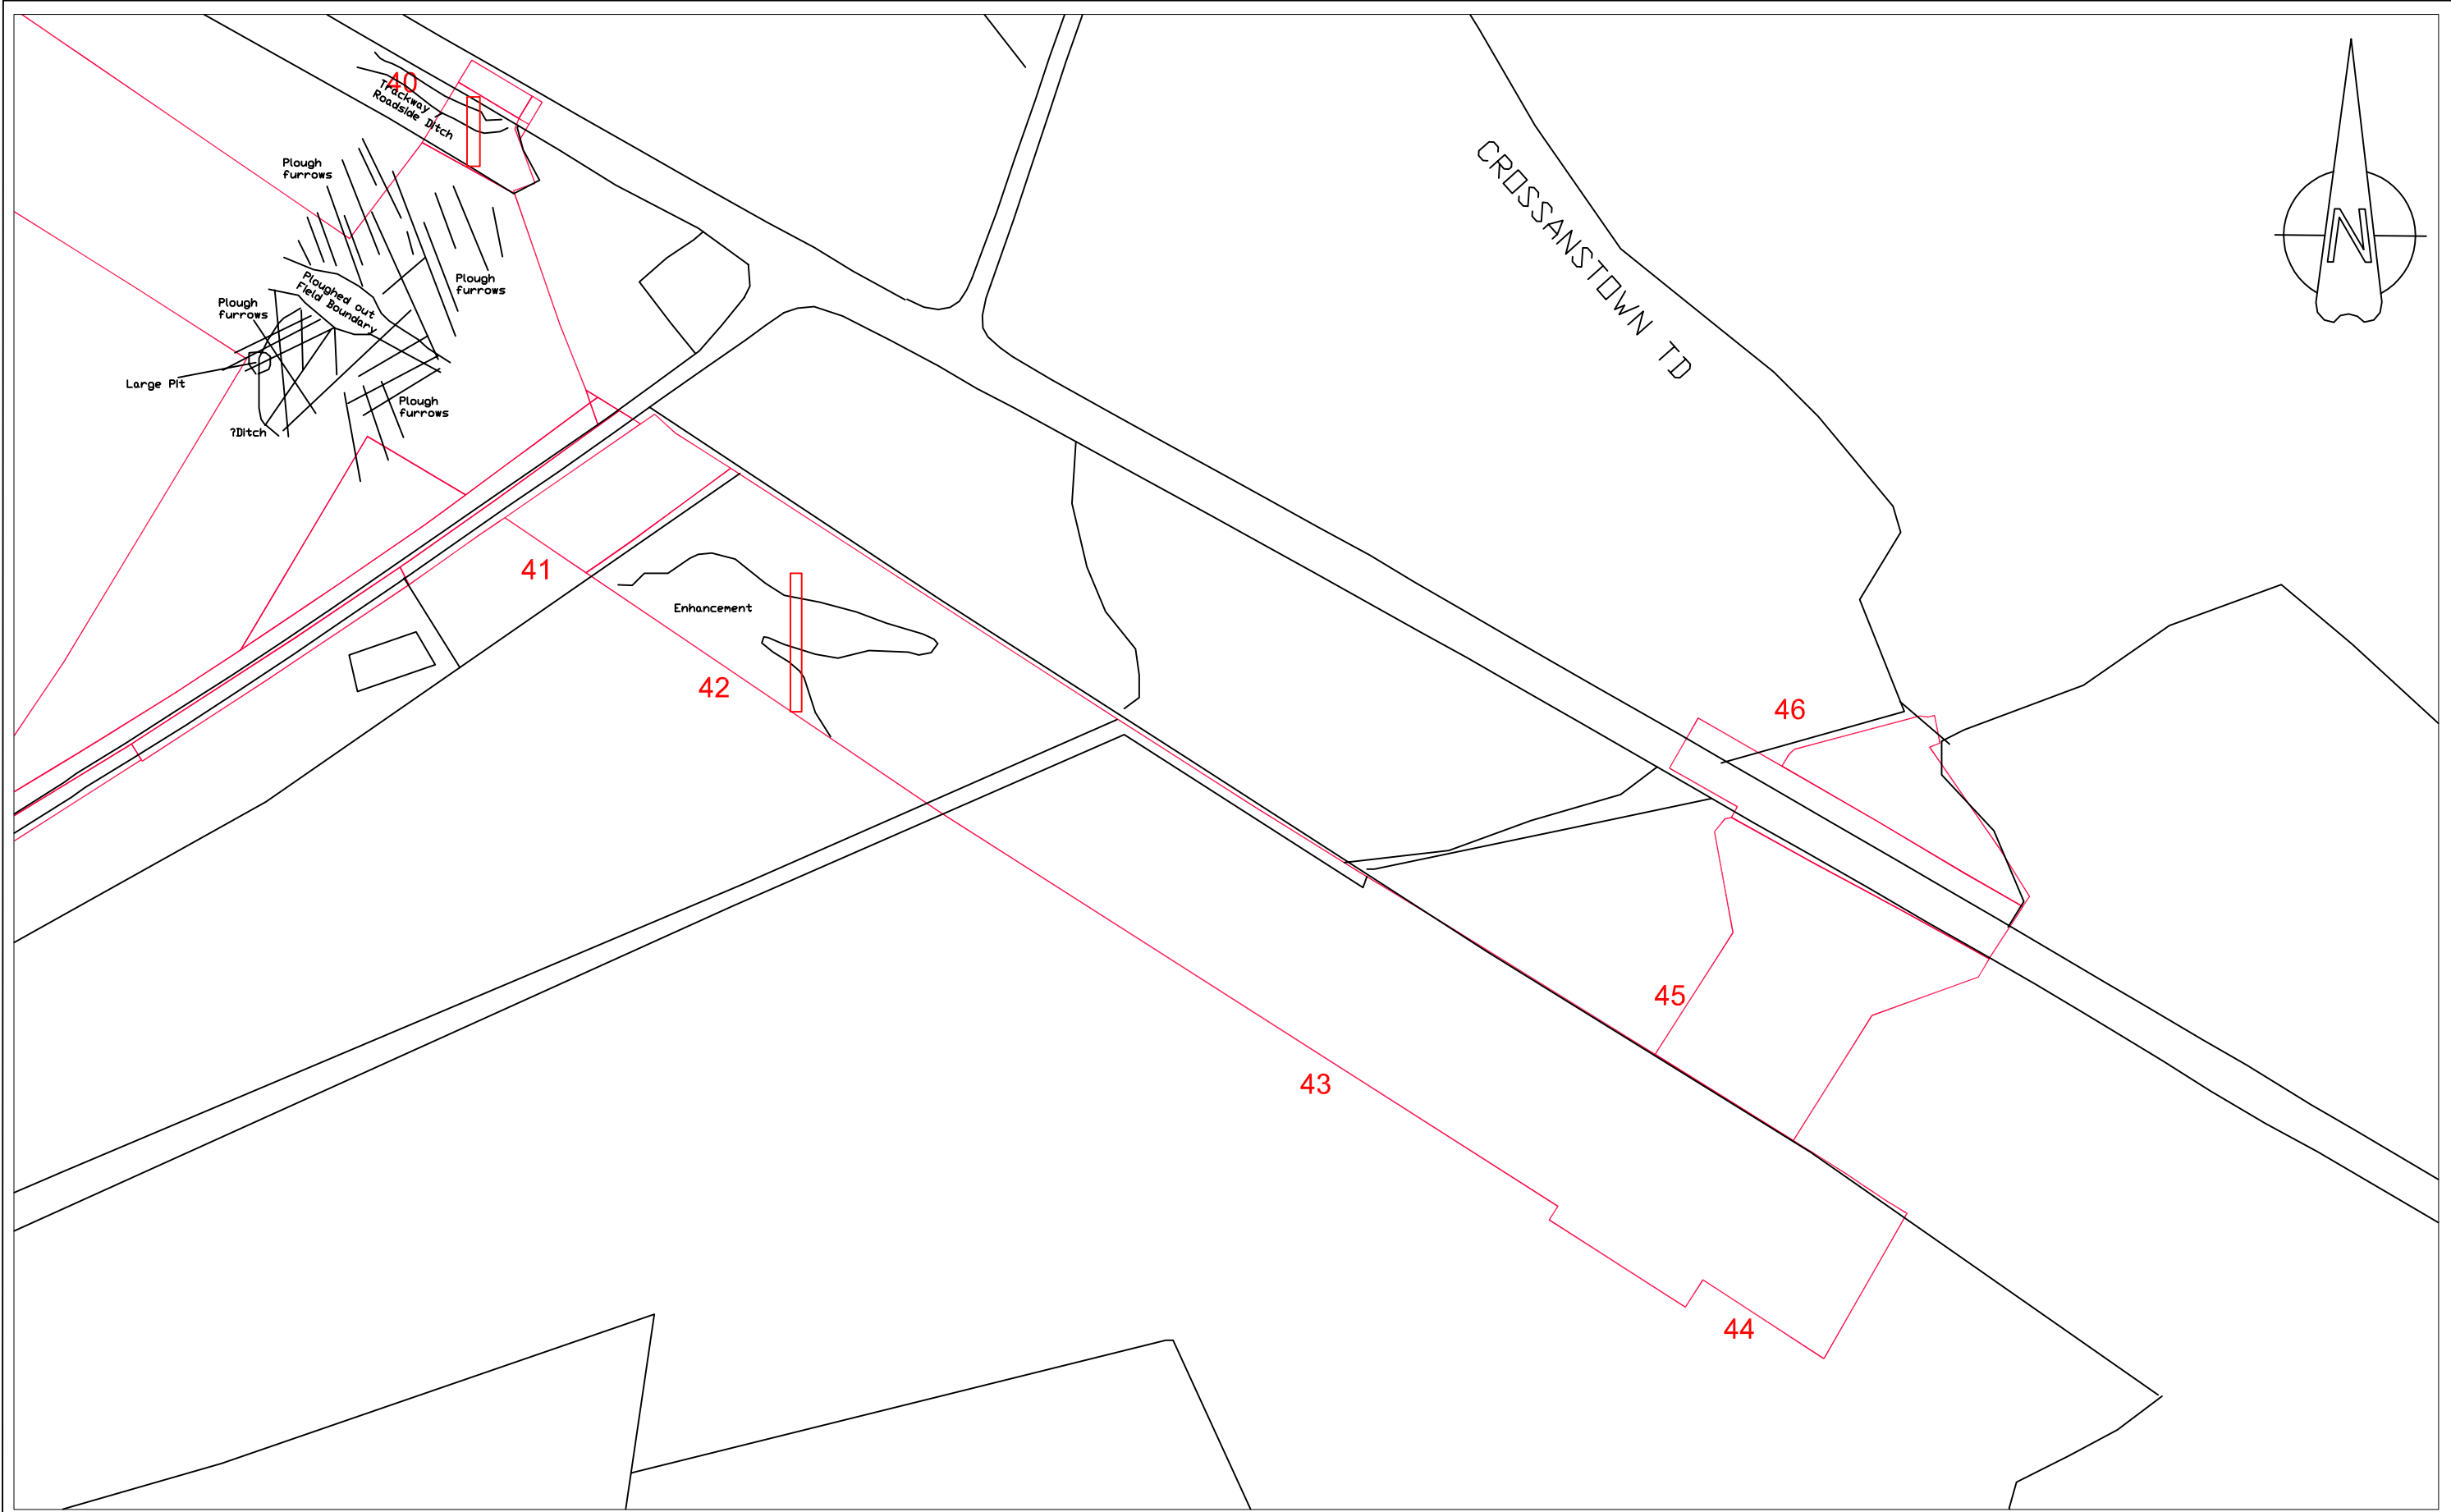 40
Trackway
Roadside Ditch
Plough
furrows
CROSSANSTOWN TD
N
Plough
furrows
Ploughed out
Field Boundary
Plough
furrows
Large Pit
Plough
furrows
?Ditch
41
Enhancement
42
46
45
43
44